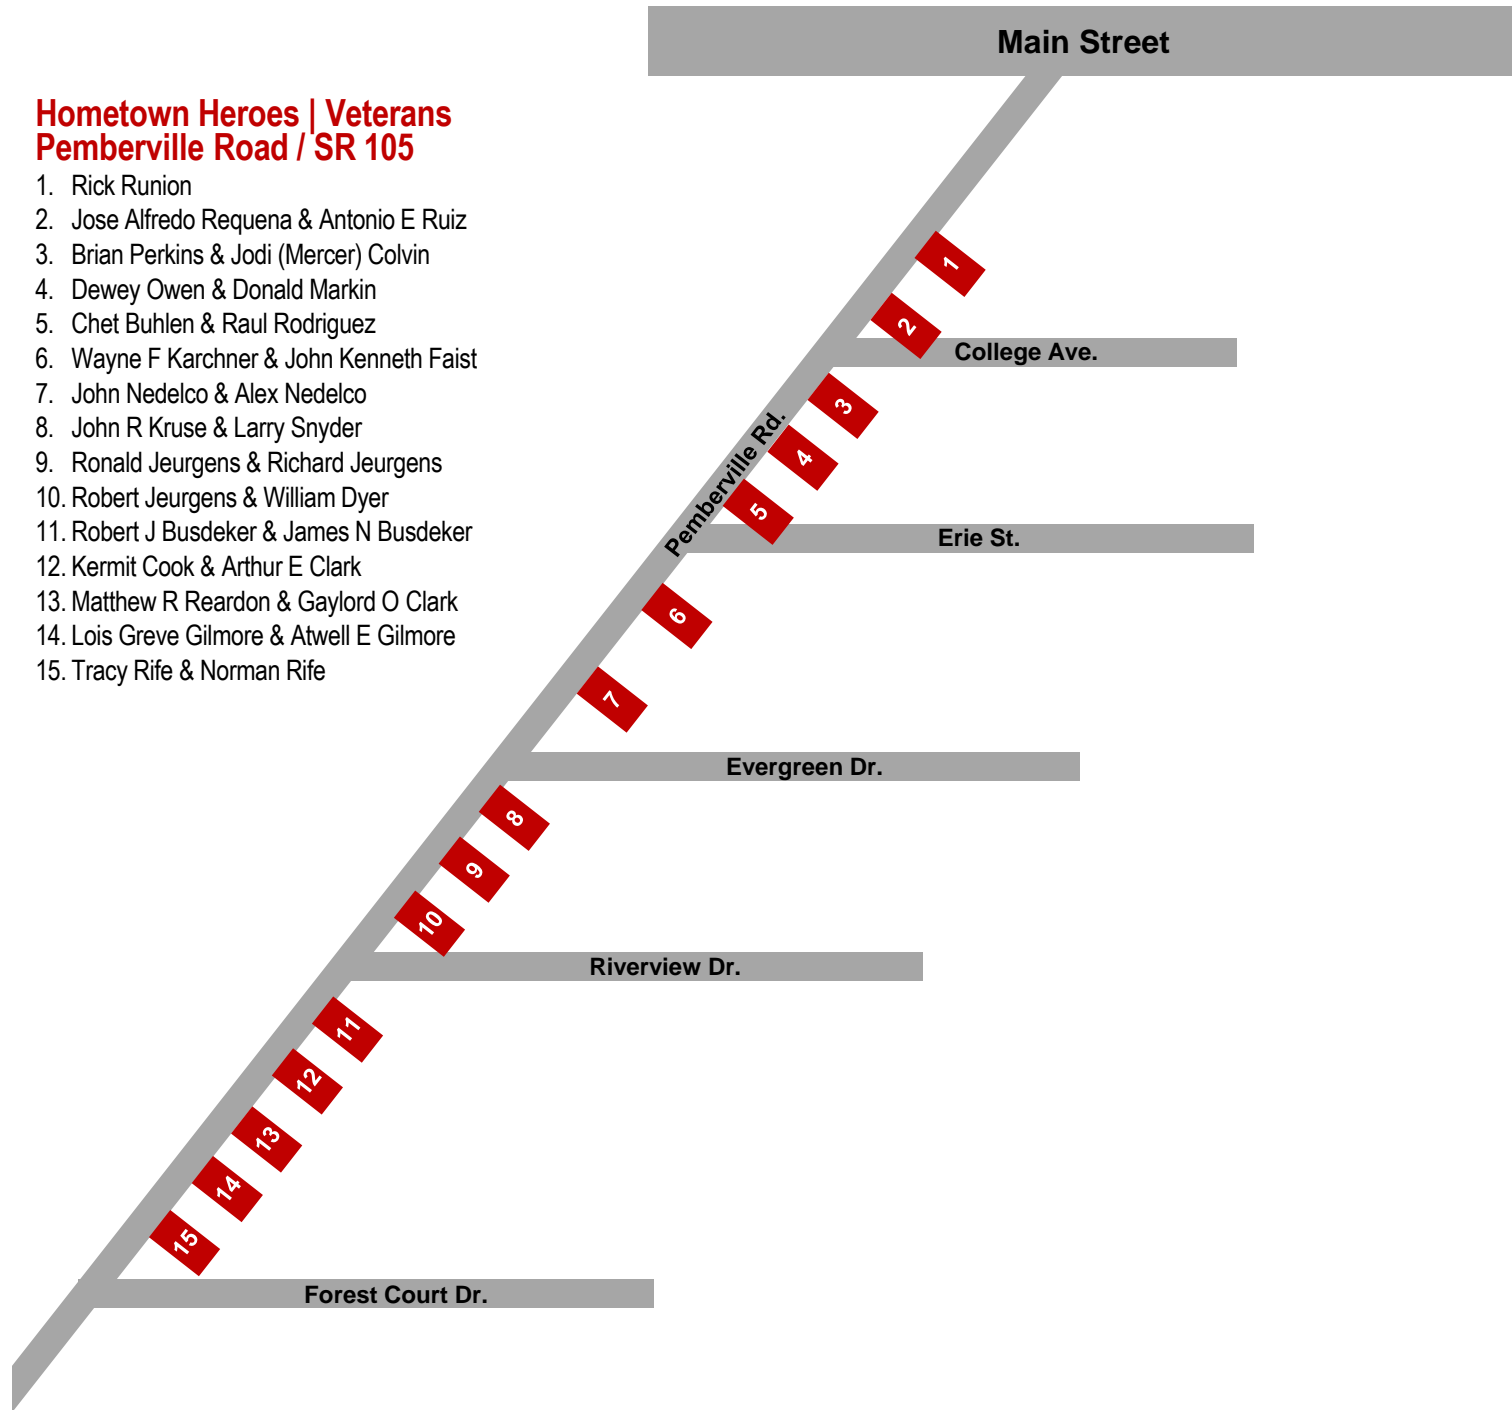 Main Street
Hometown Heroes | Veterans
Pemberville Road / SR 105
1. Rick Runion
2. Jose Alfredo Requena & Antonio E Ruiz
3. Brian Perkins & Jodi (Mercer) Colvin
4. Dewey Owen & Donald Markin
5. Chet Buhlen & Raul Rodriguez
6. Wayne F Karchner & John Kenneth Faist
7. John Nedelco & Alex Nedelco
8. John R Kruse & Larry Snyder
9. Ronald Jeurgens & Richard Jeurgens
10. Robert Jeurgens & William Dyer
11. Robert J Busdeker & James N Busdeker
12. Kermit Cook & Arthur E Clark
13. Matthew R Reardon & Gaylord O Clark
14. Lois Greve Gilmore & Atwell E Gilmore
15. Tracy Rife & Norman Rife
1
2
College Ave.
3
Pemberville Rd.
4
5
Erie St.
6
7
Evergreen Dr.
8
9
10
Riverview Dr.
11
12
13
14
15
Forest Court Dr.